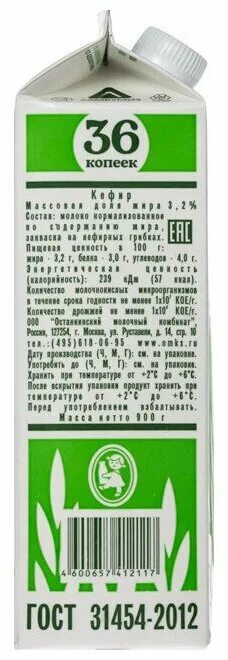 36
копеек
Кефир
Массовая доля жира 3,2%
Состав: молоко нормализованное
по содержанию жира,
закваска на кефирных грибках.
Пищевая ценность в 100 г:
жира - 3,2 г, белка - 3,0 г, углеводов - 4,0 г.
Энергетическая ценность
(калорийность): 239 кДж (57 ккал).
Количество молочнокислых микроорганизмов
в течение срока годности не менее 1х10⁷ КОЕ/г.
Количество дрожжей не менее 1х10⁴ КОЕ/г.
ООО "Останкинский молочный комбинат",
Россия, 127254, г. Москва, ул. Руставели, д. 14, стр. 10
тел.:(495)618-06-95. www.omks.ru
Дату производства (Ч, М, Г): см. на упаковке.
Употребить до (Ч, М, Г): см. на упаковке.
Хранить при температуре от +2°С до +6°С.
После вскрытия упаковки продукт хранить при
температуре от +2°С до +6°С.
Перед употреблением взбалтывать.
Масса нетто 900 г
EAC
4 600657 412117
ГОСТ 31454-2012